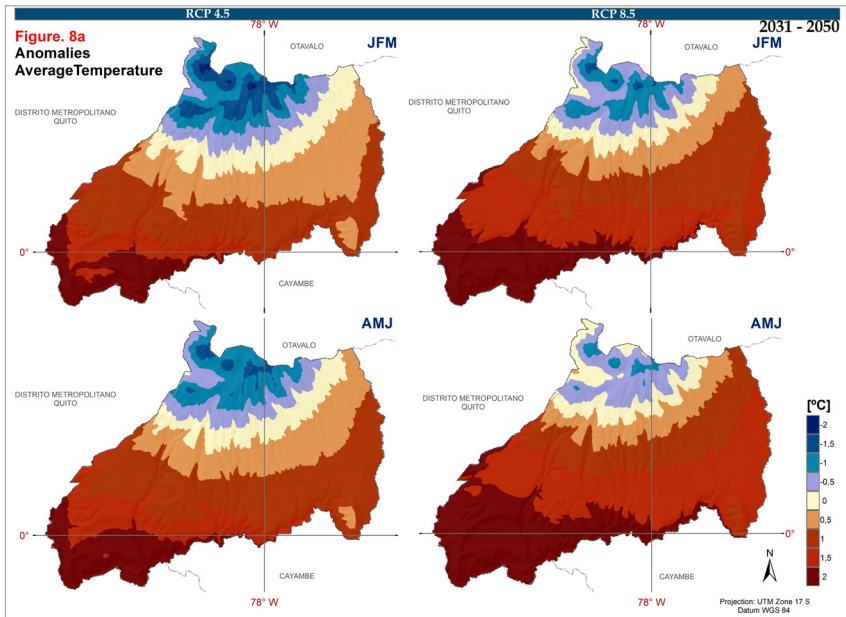 RCP 4.5
RCP 8.5
78° W
2031 - 2050
Figure. 8a
Anomalies
AverageTemperature
JFM
OTAVALO
DISTRITO METROPOLITANO
QUITO
0°
CAYAMBE
JFM
OTAVALO
DISTRITO METROPOLITANO
QUITO
0°
AMJ
OTAVALO
DISTRITO METROPOLITANO
QUITO
0°
CAYAMBE
78° W
AMJ
OTAVALO
DISTRITO METROPOLITANO
QUITO
0°
CAYAMBE
78° W
78° W
[ºC]
-2
-1,5
-1
-0,5
0
0,5
1
1,5
2
N
Projection: UTM Zone 17 S
Datum WGS 84